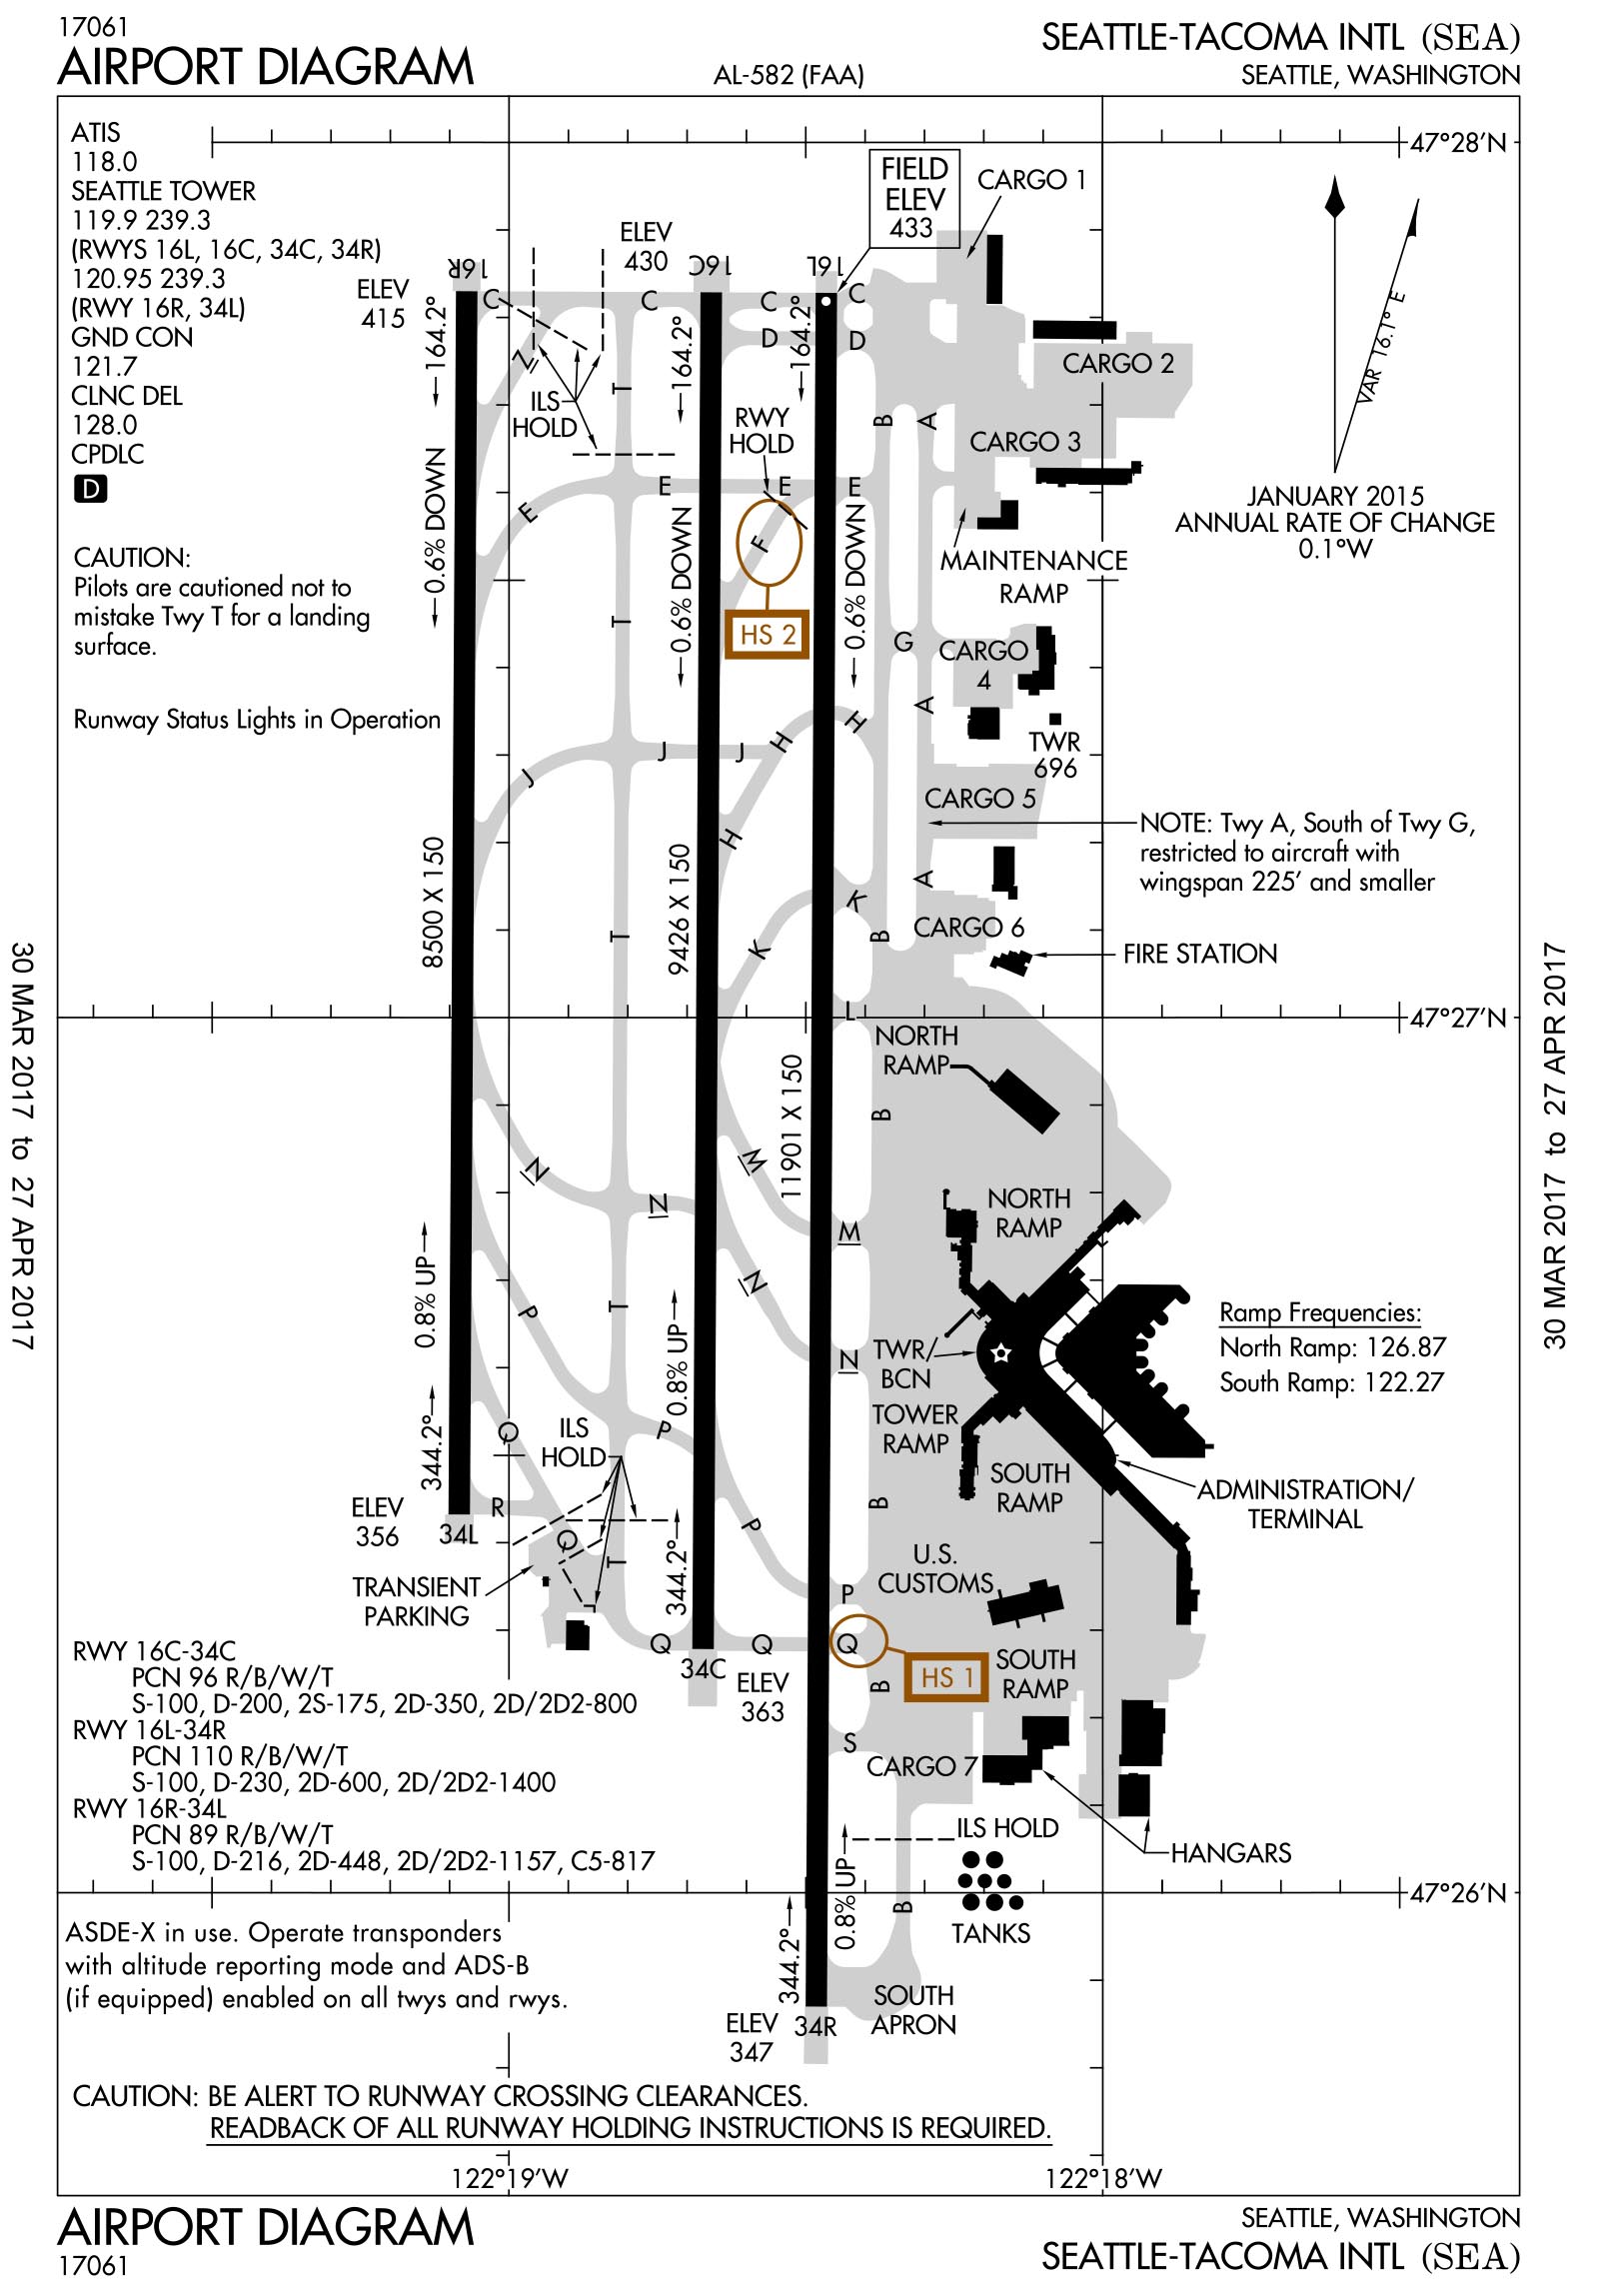 17061
AIRPORT DIAGRAM
AL-582 (FAA)
SEATTLE-TACOMA INTL (SEA)
SEATTLE, WASHINGTON
ATIS
118.0
SEATTLE TOWER
119.9 239.3
(RWYS 16L, 16C, 34C, 34R)
120.95 239.3
(RWY 16R, 34L)
GND CON
121.7
CLNC DEL
128.0
CPDLC
D
CAUTION:
Pilots are cautioned not to
mistake Twy T for a landing
surface.
Runway Status Lights in Operation
47°28'N
FIELD
ELEV
433
CARGO 1
ELEV
430
ELEV
415
16R
16C
16L
C
C
C
C
D
D
164.2°
164.2°
164.2°
Z
ILS
HOLD
T
RWY
HOLD
B
A
CARGO 2
CARGO 3
VAR 16.1° E
JANUARY 2015
ANNUAL RATE OF CHANGE
0.1°W
E
E
E
E
F
HS 2
0.6% DOWN
0.6% DOWN
0.6% DOWN
MAINTENANCE
RAMP
T
G
CARGO
4
A
TWR
696
H
H
H
J
J
J
CARGO 5
NOTE: Twy A, South of Twy G,
restricted to aircraft with
wingspan 225' and smaller
8500 X 150
9426 X 150
A
K
K
T
B
CARGO 6
FIRE STATION
L
47°27'N
NORTH
RAMP
11901 X 150
B
N
N
M
M
NORTH
RAMP
N
N
0.8% UP
0.8% UP
P
T
TWR/
BCN
Ramp Frequencies:
North Ramp: 126.87
South Ramp: 122.27
TOWER
RAMP
SOUTH
RAMP
ADMINISTRATION/
TERMINAL
344.2°
Q
ILS
HOLD
P
B
R
ELEV
356
34L
Q
T
344.2°
P
TRANSIENT
PARKING
U.S.
CUSTOMS
P
Q
Q
Q
HS 1
SOUTH
RAMP
34C
ELEV
363
B
S
CARGO 7
HANGARS
RWY 16C-34C
PCN 96 R/B/W/T
S-100, D-200, 2S-175, 2D-350, 2D/2D2-800
RWY 16L-34R
PCN 110 R/B/W/T
S-100, D-230, 2D-600, 2D/2D2-1400
RWY 16R-34L
PCN 89 R/B/W/T
S-100, D-216, 2D-448, 2D/2D2-1157, C5-817
ILS HOLD
0.8% UP
TANKS
B
47°26'N
344.2°
ASDE-X in use. Operate transponders
with altitude reporting mode and ADS-B
(if equipped) enabled on all twys and rwys.
SOUTH
APRON
ELEV
347
34R
CAUTION: BE ALERT TO RUNWAY CROSSING CLEARANCES.
READBACK OF ALL RUNWAY HOLDING INSTRUCTIONS IS REQUIRED.
122°19'W
122°18'W
30 MAR 2017 to 27 APR 2017
30 MAR 2017 to 27 APR 2017
AIRPORT DIAGRAM
17061
SEATTLE, WASHINGTON
SEATTLE-TACOMA INTL (SEA)